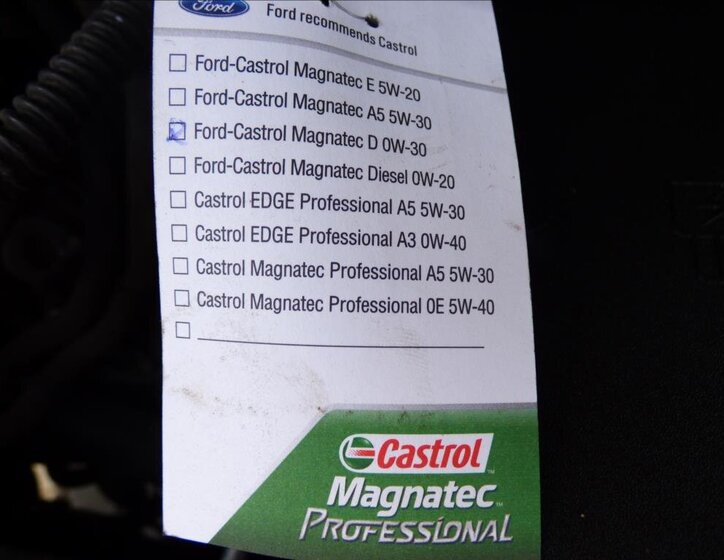 Ford
Ford recommends Castrol
Ford-Castrol Magnatec E 5W-20
Ford-Castrol Magnatec A5 5W-30
Ford-Castrol Magnatec D 0W-30
Ford-Castrol Magnatec Diesel 0W-20
Castrol EDGE Professional A5 5W-30
Castrol EDGE Professional A3 0W-40
Castrol Magnatec Professional A5 5W-30
Castrol Magnatec Professional 0E 5W-40
Castrol
Magnatec
PROFESSIONAL